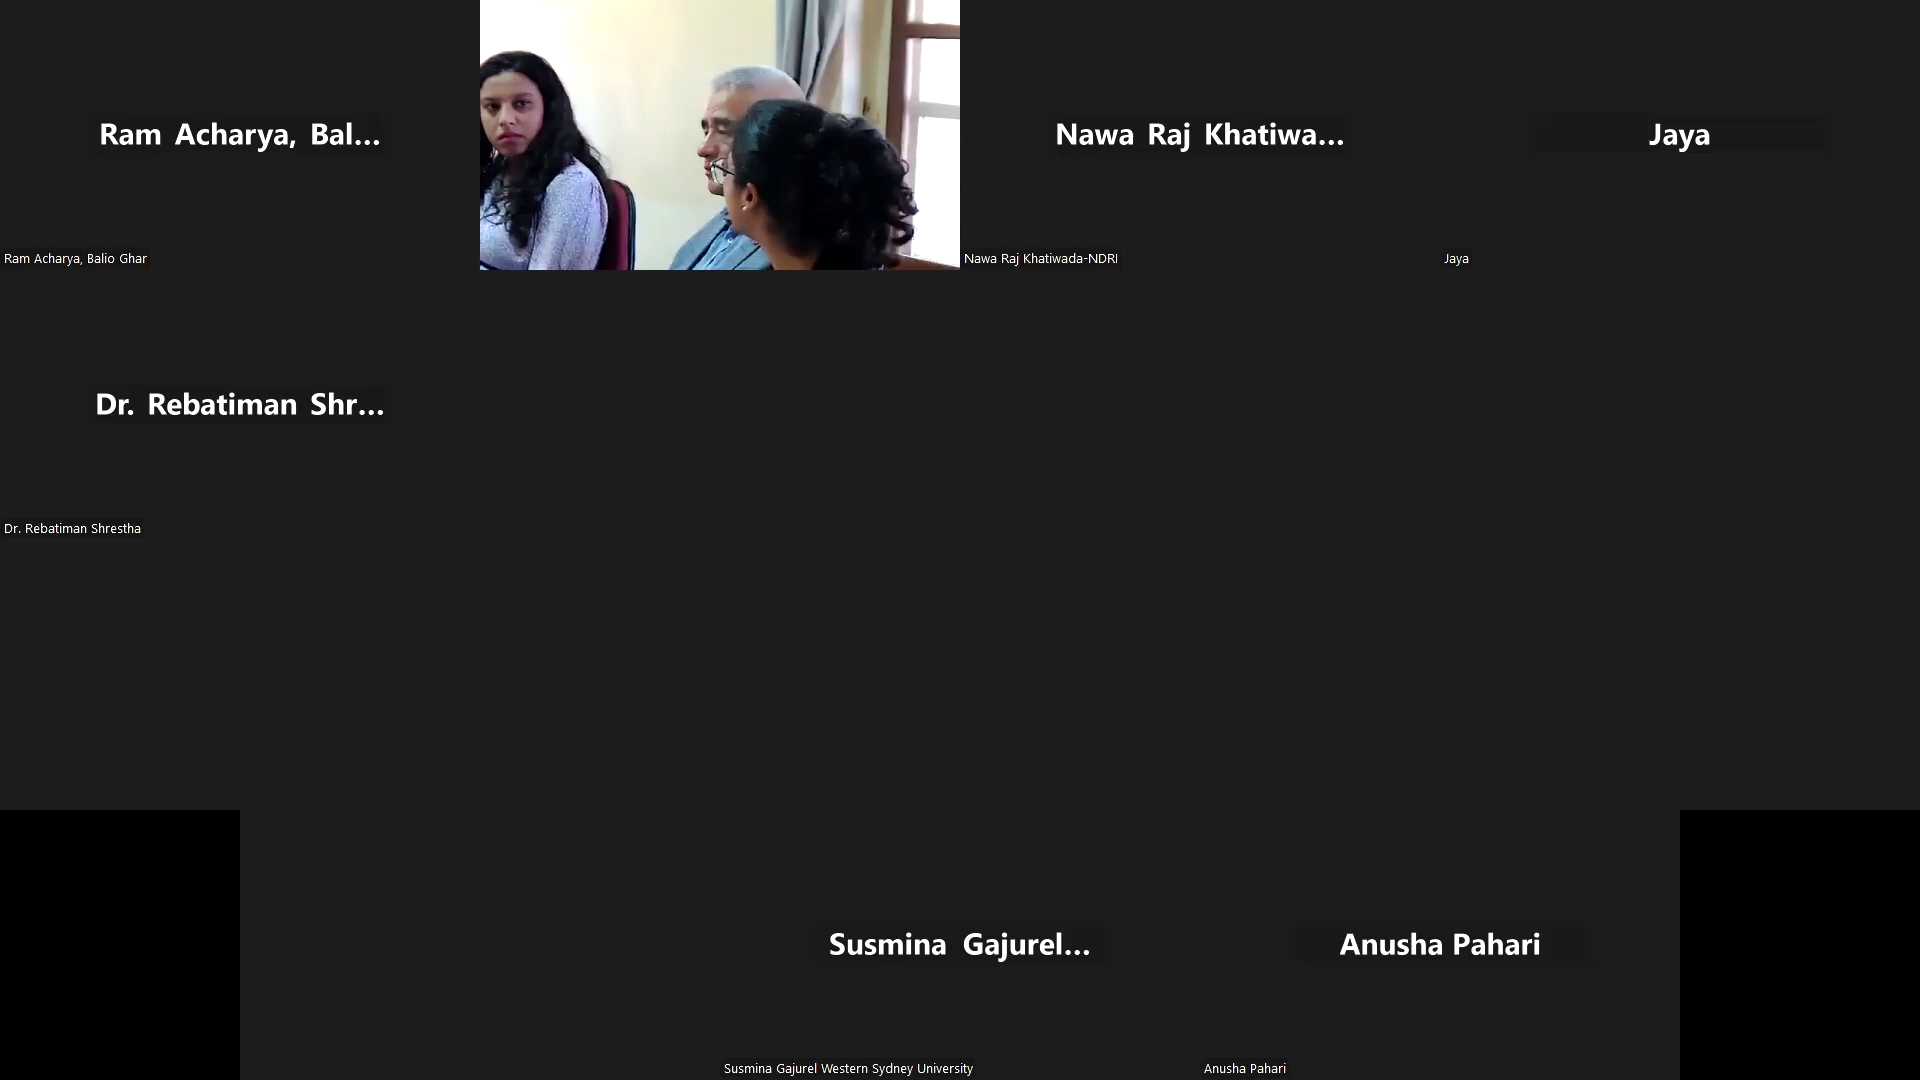 Ram Acharya, Bal...
Nawa Raj Khatiwa...
Jaya
Ram Acharya, Balio Ghar
Nawa Raj Khatiwada-NDRI
Jaya
Dr. Rebatiman Shr...
Dr. Rebatiman Shrestha
Susmina Gajurel...
Anusha Pahari
Susmina Gajurel Western Sydney University
Anusha Pahari